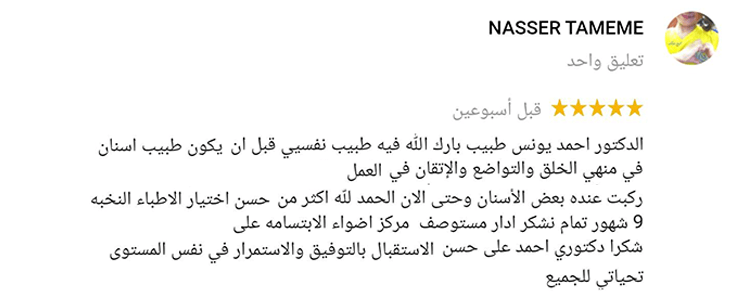 NASSER TAMEME
تعليق واحد
قبل أسبوعين
الدكتور احمد يونس طبيب بارك الله فيه طبيب نفسيي قبل ان يكون طبيب اسنان
في منهي الخلق والتواضع والإتقان في العمل
ركبت عنده بعض الأسنان وحتى الان الحمد لله اكثر من حسن اختيار الاطباء النخبه
9 شهور تمام نشكر ادار مستوصف مركز اضواء الابتسامه على
شكرا دكتوري احمد على حسن الاستقبال بالتوفيق والاستمرار في نفس المستوى
تحياتي للجميع